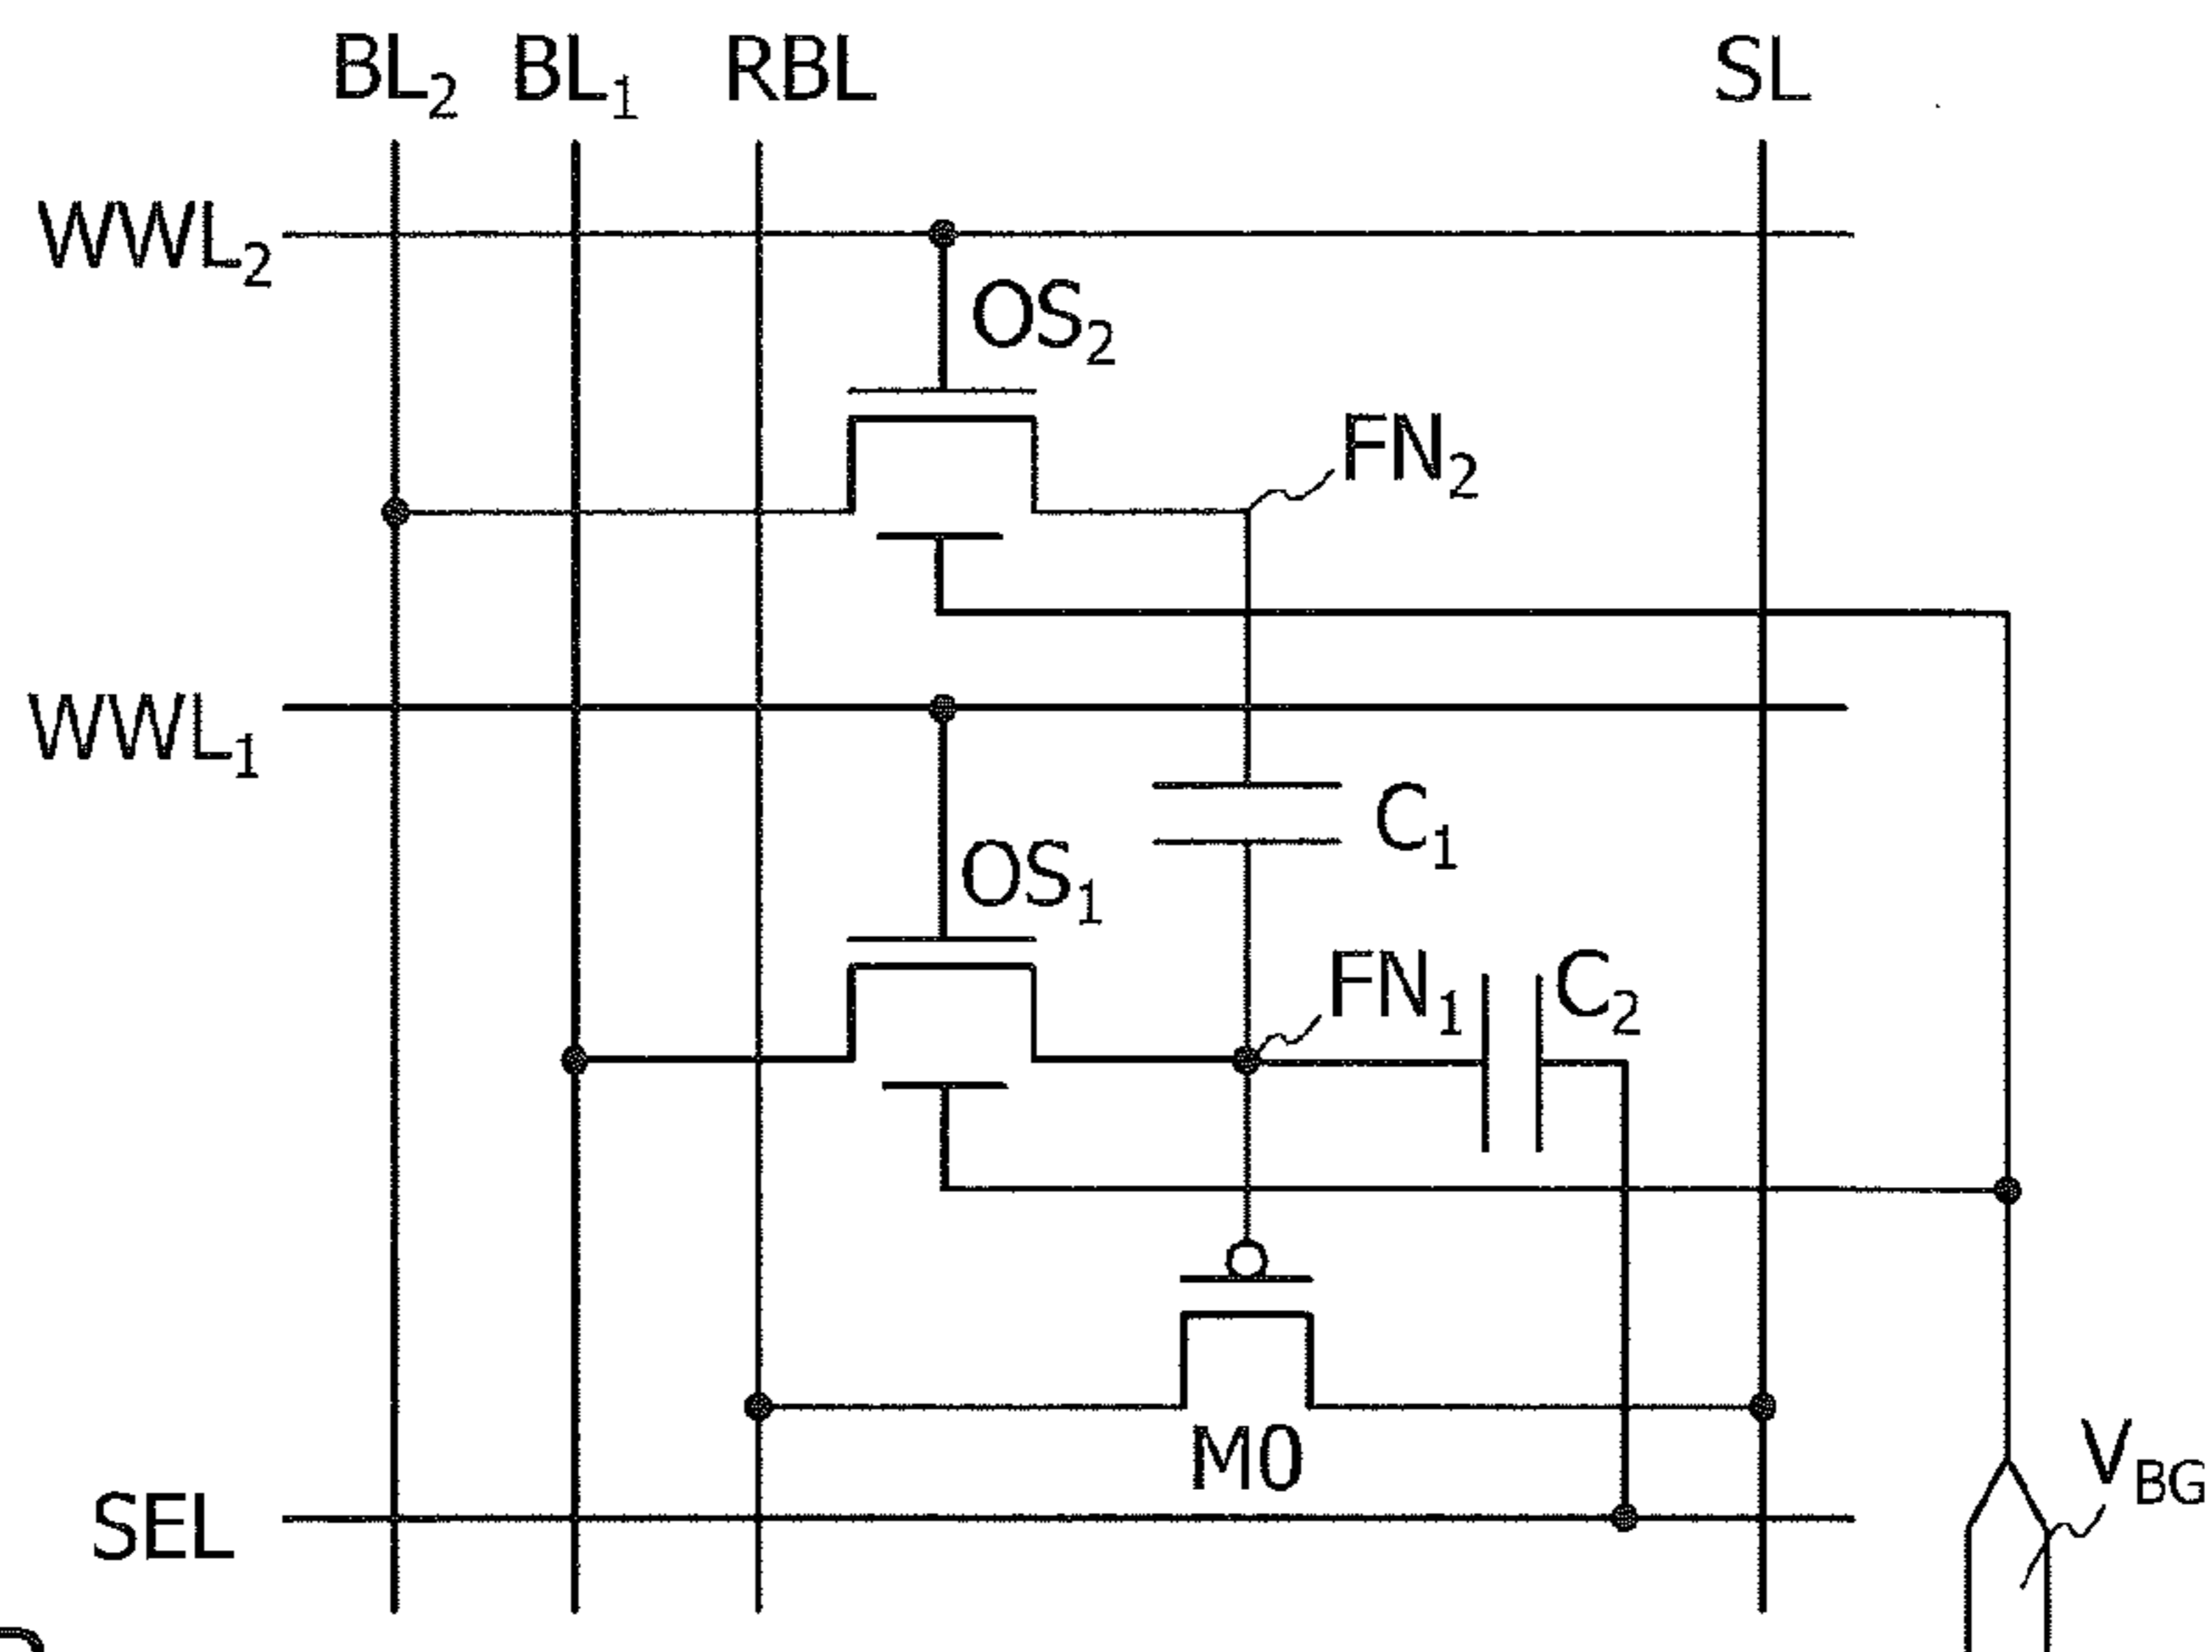 BL2 BL1 RBL SL
WWL2
OS2
FN2
WWL1
C1
OS1
FN1 C2
M0
VBG
SEL